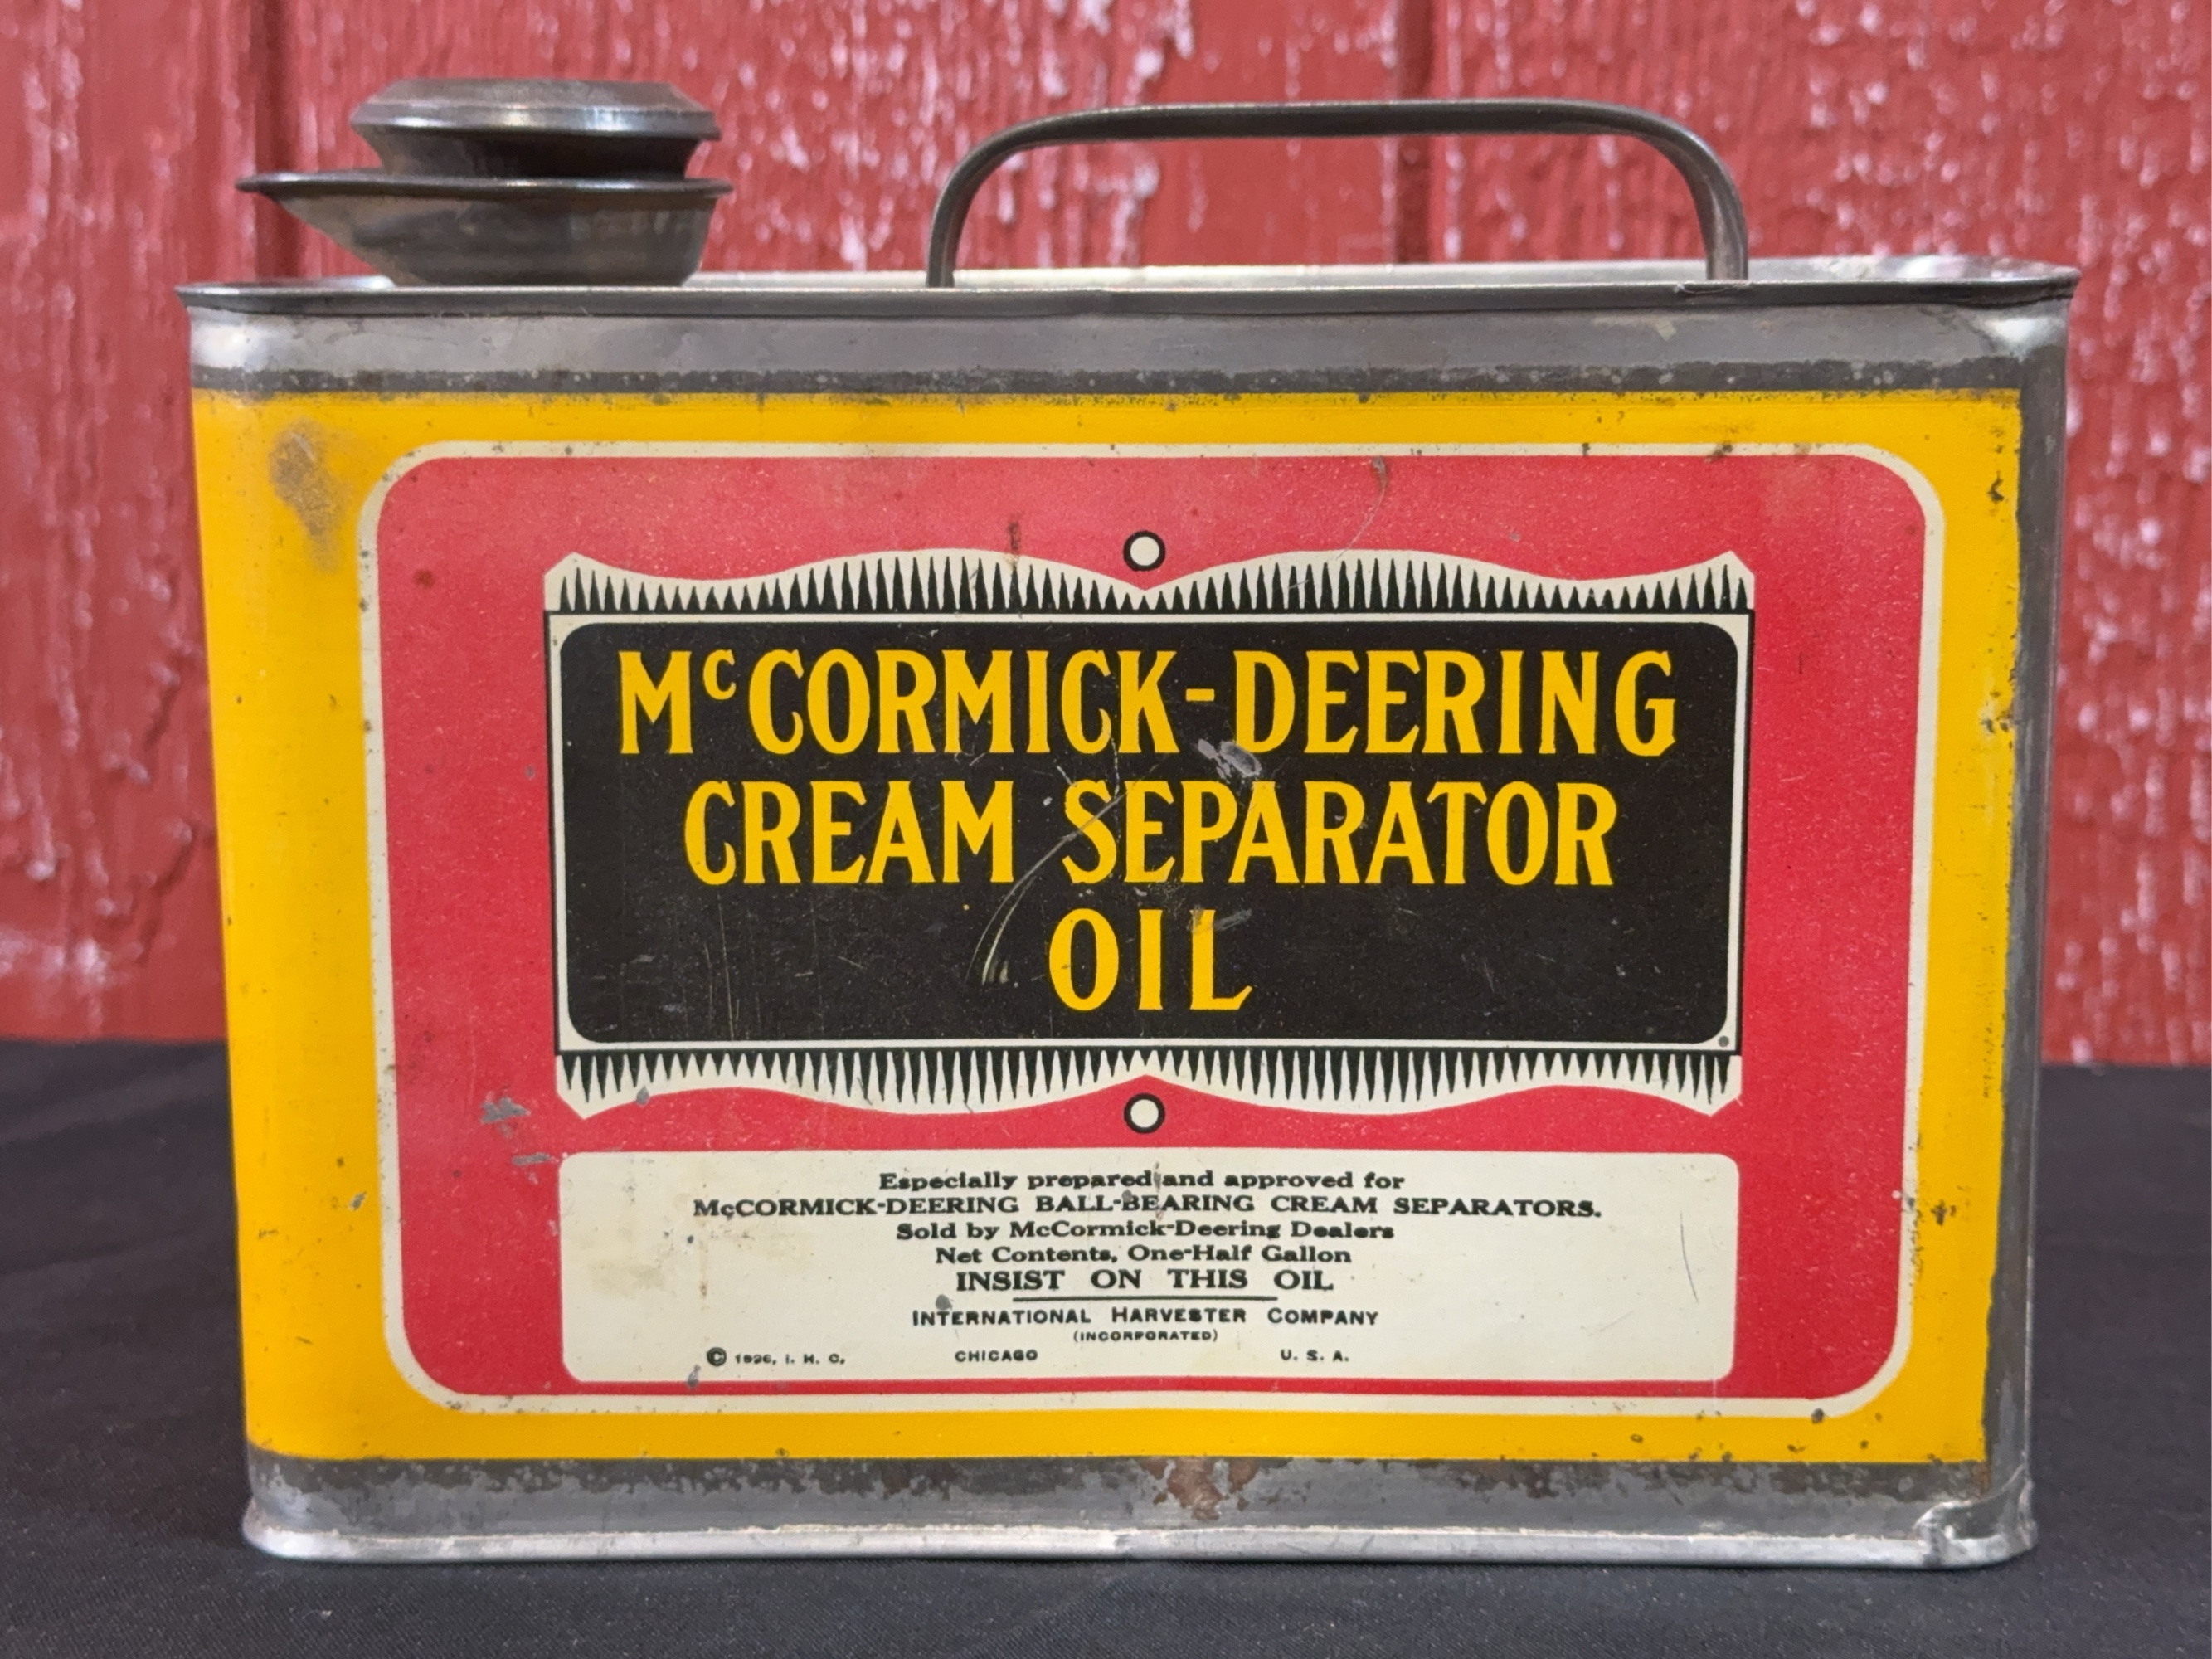 McCORMICK-DEERING
CREAM SEPARATOR
OIL
Especially prepared and approved for
McCORMICK-DEERING BALL-BEARING CREAM SEPARATORS.
Sold by McCormick-Deering Dealers
Net Contents, One-Half Gallon
INSIST ON THIS OIL
INTERNATIONAL HARVESTER COMPANY
(INCORPORATED)
© 1926, I. H. C. CHICAGO U. S. A.